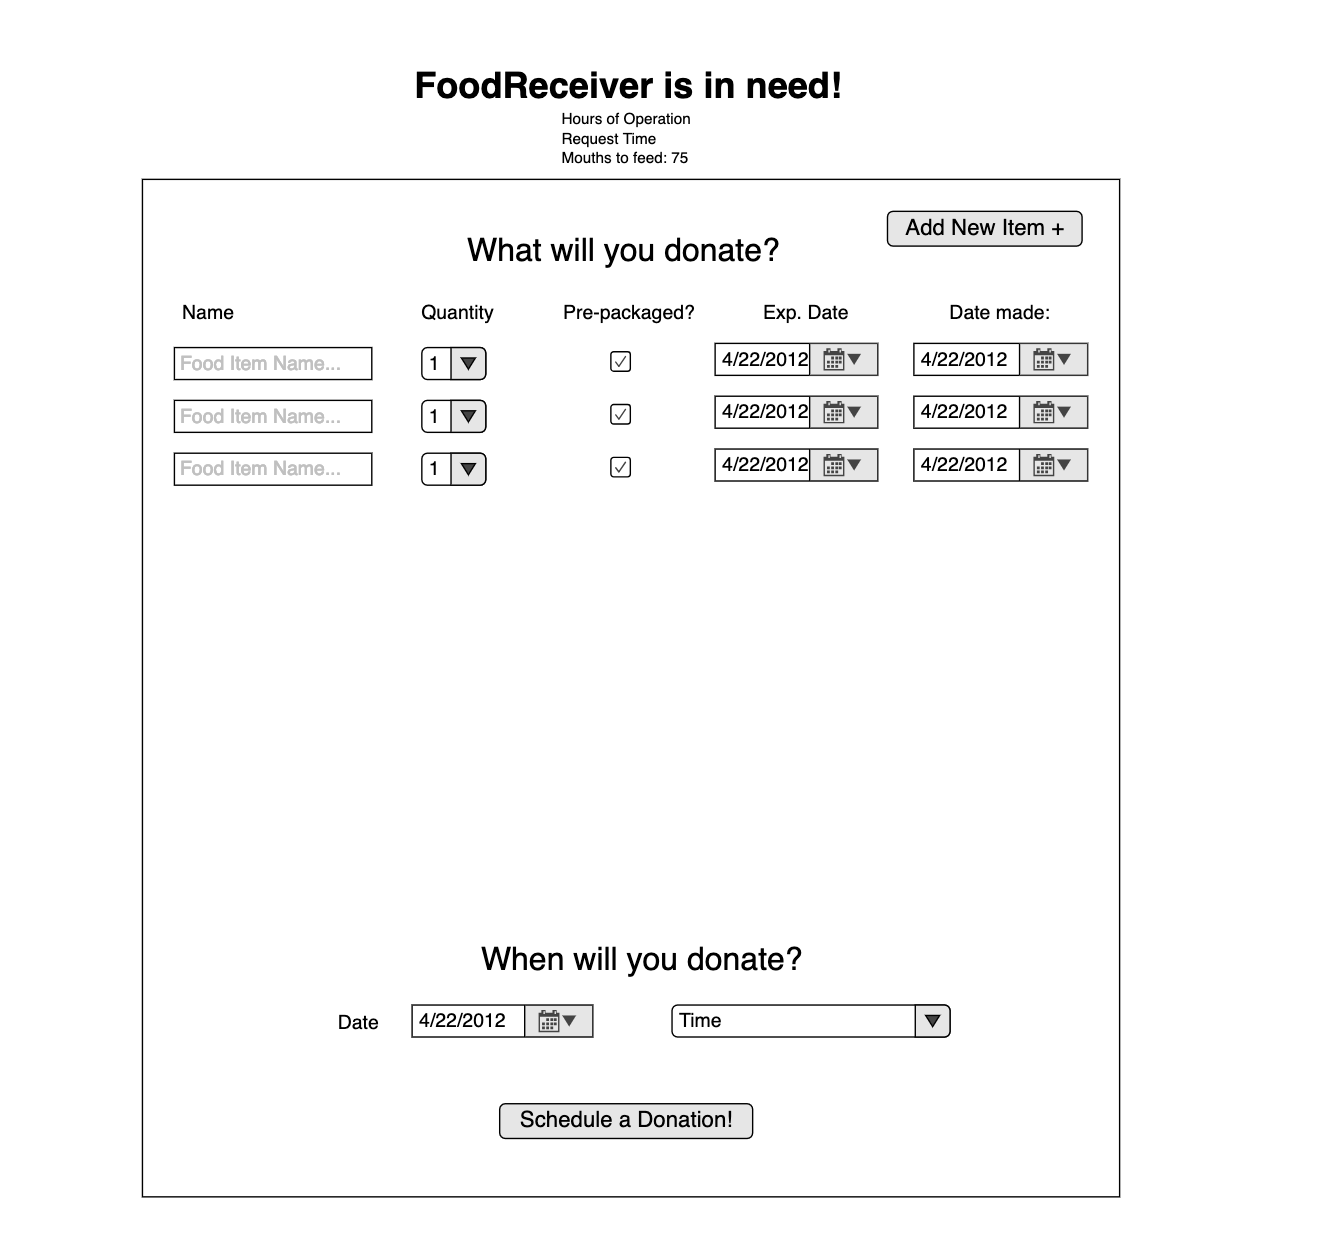 FoodReceiver is in need!
Hours of Operation
Request Time
Mouths to feed: 75
Add New Item +
What will you donate?
Name Quantity Pre-packaged? Exp. Date Date made:
Food Item Name... 1 4/22/2012 4/22/2012
Food Item Name... 1 4/22/2012 4/22/2012
Food Item Name... 1 4/22/2012 4/22/2012
When will you donate?
Date 4/22/2012 Time
Schedule a Donation!